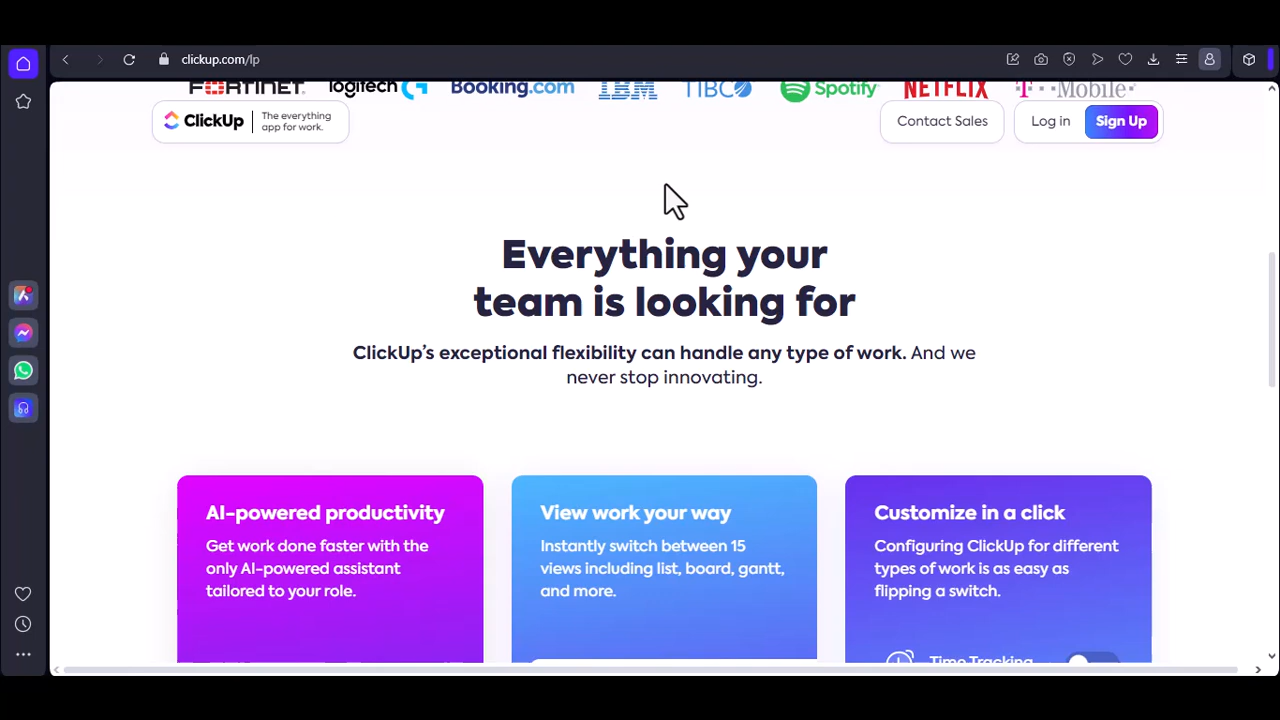 clickup.com/lp
FORTINET logitech Booking.com IBM TIBCO Spotify NETFLIX T Mobile
ClickUp The everything app for work.
Contact Sales Log in Sign Up
Everything your
team is looking for
ClickUp’s exceptional flexibility can handle any type of work. And we
never stop innovating.
AI-powered productivity
Get work done faster with the
only AI-powered assistant
tailored to your role.
View work your way
Instantly switch between 15
views including list, board, gantt,
and more.
Customize in a click
Configuring ClickUp for different
types of work is as easy as
flipping a switch.
Time Tracking